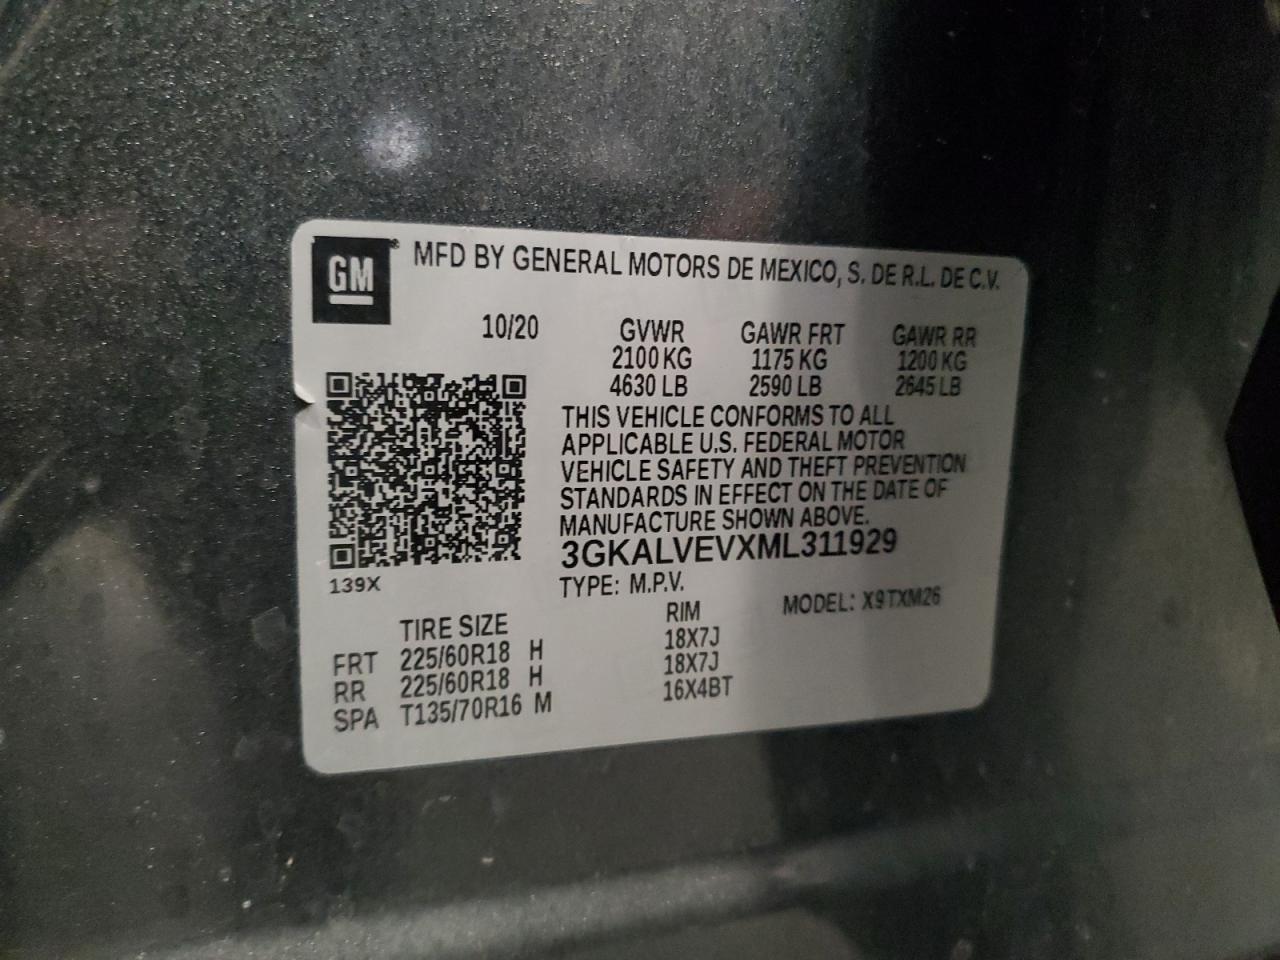 GM® MFD BY GENERAL MOTORS DE MEXICO, S. DE R.L. DE C.V.
10/20 GVWR GAWR FRT GAWR RR
2100 KG 1175 KG 1200 KG
4630 LB 2590 LB 2645 LB
THIS VEHICLE CONFORMS TO ALL
APPLICABLE U.S. FEDERAL MOTOR
VEHICLE SAFETY AND THEFT PREVENTION
STANDARDS IN EFFECT ON THE DATE OF
MANUFACTURE SHOWN ABOVE.
3GKALVEVXML311929
139X TYPE: M.P.V. MODEL: X9TXM26
TIRE SIZE RIM
FRT 225/60R18 H 18X7J
RR 225/60R18 H 18X7J
SPA T135/70R16 M 16X4BT